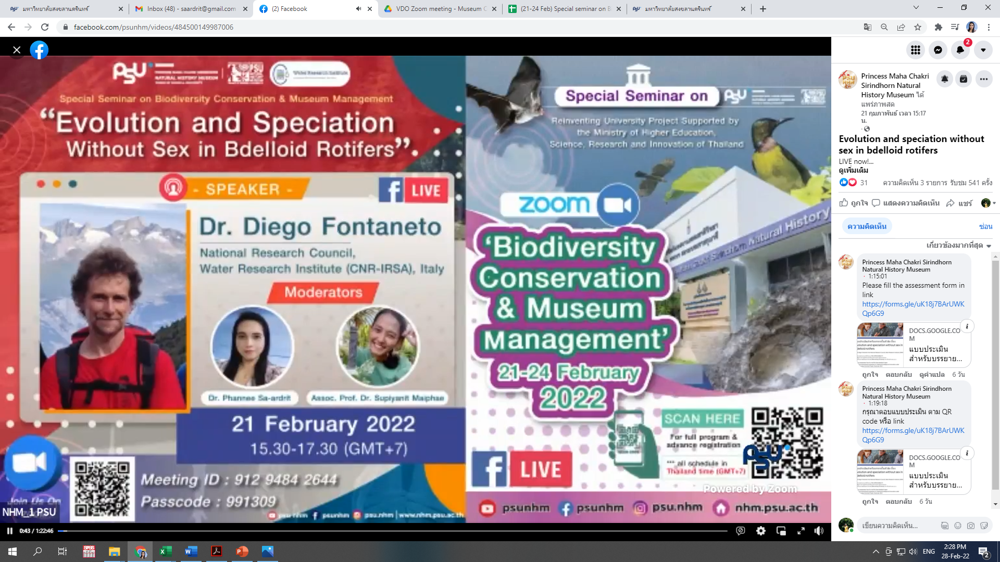 มหาวิทยาลัยสงขลานครินทร์
Inbox (48) - saardrit@gmail.com
(2) Facebook
VDO Zoom meeting - Museum C
(21-24 Feb) Special seminar on B
มหาวิทยาลัยสงขลานครินทร์
facebook.com/psunhm/videos/484500149987006
PSU
NATURAL HISTORY MUSEUM
Water Research Institute
Special Seminar on Biodiversity Conservation & Museum Management
“Evolution and Speciation
Without Sex in Bdelloid Rotifers”
- SPEAKER -
f LIVE
Dr. Diego Fontaneto
National Research Council,
Water Research Institute (CNR-IRSA), Italy
Moderators
Dr. Phannee Sa-ardrit
Assoc. Prof. Dr. Supiyanit Maiphae
21 February 2022
15.30-17.30 (GMT+7)
Meeting ID : 912 9484 2644
Passcode : 991309
Join Us On
NHM_1 PSU
psu.nhm psunhm psu.nhm | www.nhm.psu.ac.th
Special Seminar on
PSU
Reinventing University Project Supported by
the Ministry of Higher Education,
Science, Research and Innovation of Thailand
zoom
Natural History
‘Biodiversity
Conservation
& Museum
Management’
21-24 February
2022
SCAN HERE
For full program &
advance registration
*** all schedule in
Thailand time (GMT+7)
PSU
f LIVE
Powered by Zoom
psunhm psunhm psu.nhm nhm.psu.ac.th
0:43 / 1:22:46
2
Princess Maha Chakri
Sirindhorn Natural
History Museum ได้
แพร่ภาพสด
21 กุมภาพันธ์ เวลา 15:17
น.
Evolution and speciation without
sex in bdelloid rotifers
LIVE now!...
ดูเพิ่มเติม
31
ความคิดเห็น 3 รายการ รับชม 541 ครั้ง
ถูกใจ แสดงความคิดเห็น แชร์
ความคิดเห็น
ซ่อน
เกี่ยวข้องมากที่สุด
Princess Maha Chakri Sirindhorn
Natural History Museum
· 1:15:01
Please fill the assessment form in
link
https://forms.gle/uK18j7BArUWK
Qp6G9
DOCS.GOOGLE.CO
M
แบบประเมิน
สำหรับบรรยาย...
ถูกใจ ตอบกลับ ดูคำแปล 6 วัน
Princess Maha Chakri Sirindhorn
Natural History Museum
· 1:19:18
กรุณาตอบแบบประเมิน ตาม QR
code หรือ link
https://forms.gle/uK18j7BArUWK
Qp6G9
DOCS.GOOGLE.CO
M
แบบประเมิน
สำหรับบรรยาย...
ถูกใจ ตอบกลับ 6 วัน
เขียนความคิดเห็น...
SPSS
ENG
2:28 PM
28-Feb-22
2